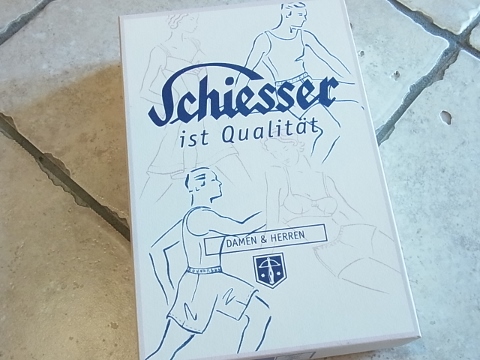 Schiesser
ist Qualität
DAMEN & HERREN